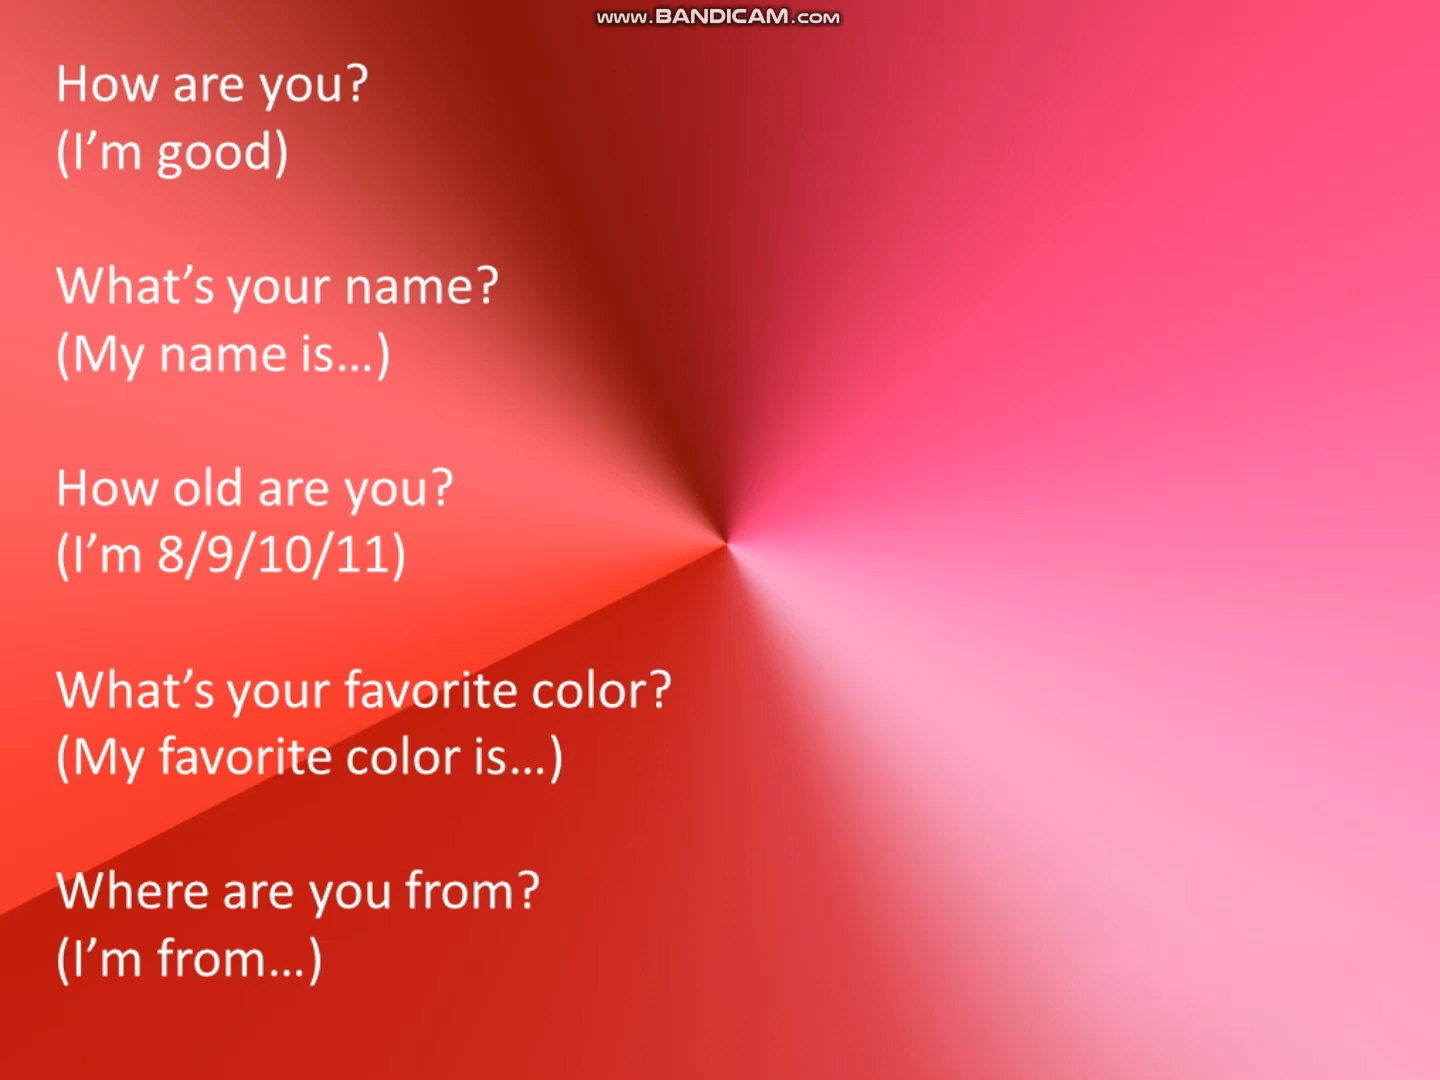 www.BANDICAM.com
How are you?
(I’m good)
What’s your name?
(My name is...)
How old are you?
(I’m 8/9/10/11)
What’s your favorite color?
(My favorite color is...)
Where are you from?
(I’m from...)